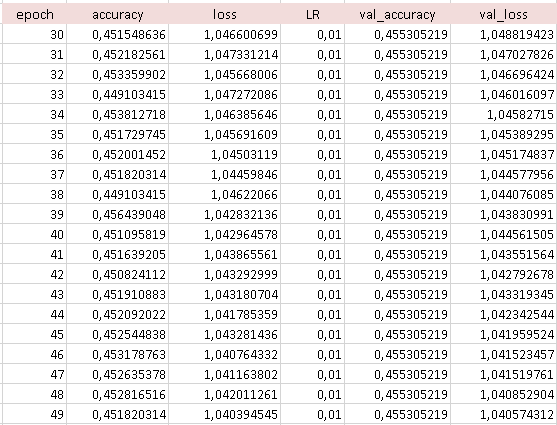 epoch accuracy loss LR val_accuracy val_loss
30 0,451548636 1,046600699 0,01 0,455305219 1,048819423
31 0,452182561 1,047331214 0,01 0,455305219 1,047027826
32 0,453359902 1,045668006 0,01 0,455305219 1,046696424
33 0,449103415 1,047272086 0,01 0,455305219 1,046016097
34 0,453812718 1,046385646 0,01 0,455305219 1,04582715
35 0,451729745 1,045691609 0,01 0,455305219 1,045389295
36 0,452001452 1,04503119 0,01 0,455305219 1,045174837
37 0,451820314 1,04459846 0,01 0,455305219 1,044577956
38 0,449103415 1,04622066 0,01 0,455305219 1,044076085
39 0,456439048 1,042832136 0,01 0,455305219 1,043830991
40 0,451095819 1,042964578 0,01 0,455305219 1,044561505
41 0,451639205 1,043865561 0,01 0,455305219 1,043551564
42 0,450824112 1,043292999 0,01 0,455305219 1,042792678
43 0,451910883 1,043180704 0,01 0,455305219 1,043319345
44 0,452092022 1,041785359 0,01 0,455305219 1,042342544
45 0,452544838 1,043281436 0,01 0,455305219 1,041959524
46 0,453178763 1,040764332 0,01 0,455305219 1,041523457
47 0,452635378 1,041163802 0,01 0,455305219 1,041519761
48 0,452816516 1,042011261 0,01 0,455305219 1,040852904
49 0,451820314 1,040394545 0,01 0,455305219 1,040574312